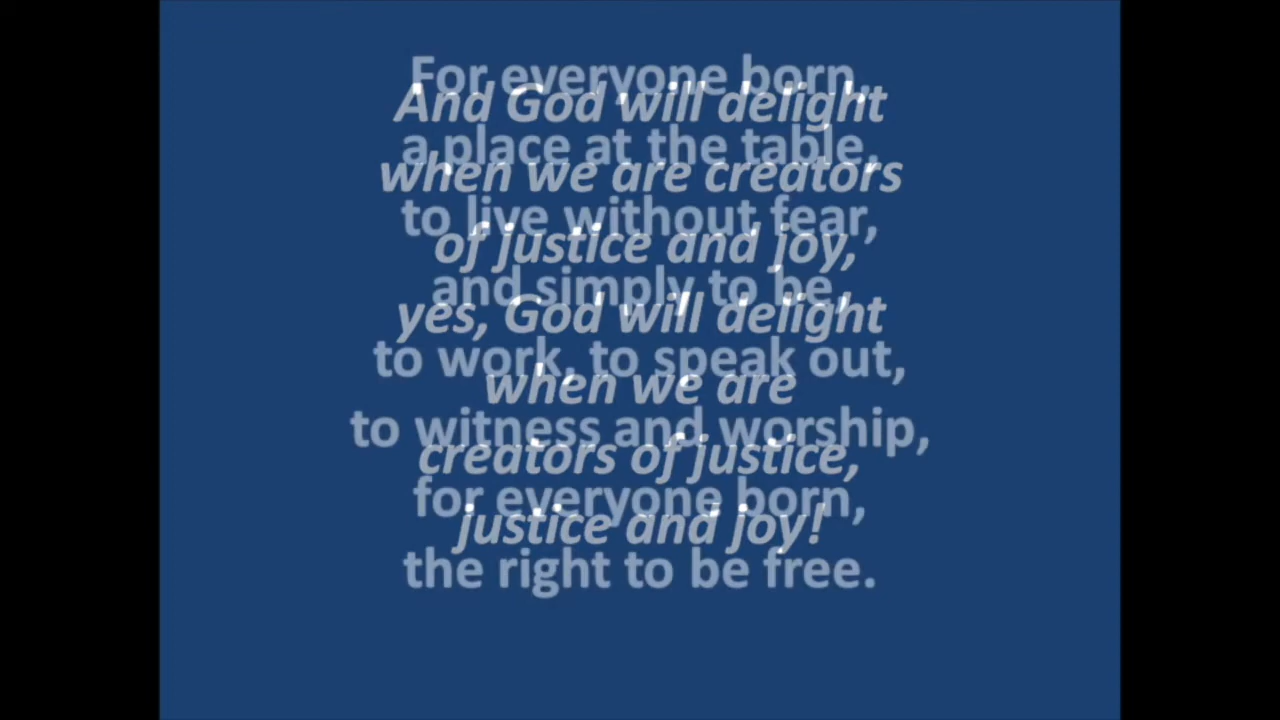 For everyone born,
And God will delight
a place at the table,
when we are creators
to live without fear,
of justice and joy,
and simply to be,
yes, God will delight
to work, to speak out,
when we are
to witness and worship,
creators of justice,
for everyone born,
justice and joy!
the right to be free.